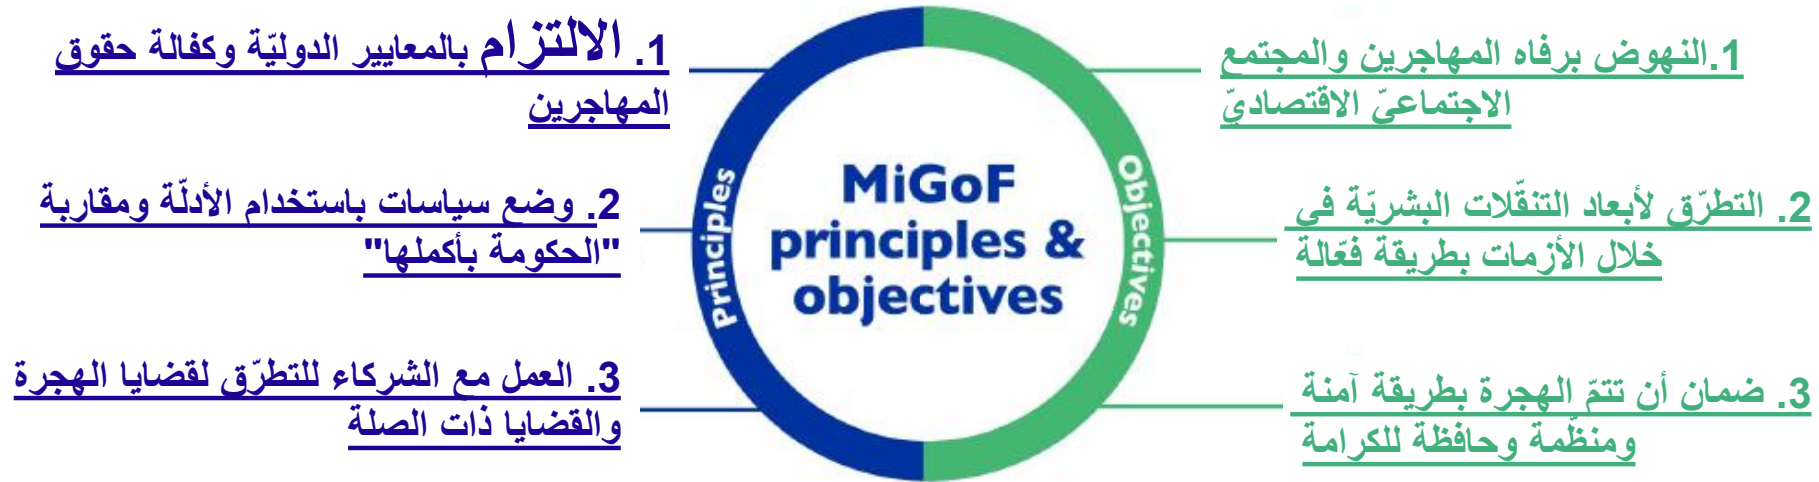 1. الالتزام بالمعايير الدوليّة وكفالة حقوق
المهاجرين
2. وضع سياسات باستخدام الأدلّة ومقاربة
"الحكومة بأكملها"
3. العمل مع الشركاء للتطرّق لقضايا الهجرة
والقضايا ذات الصلة
Principles
MiGoF
principles &
objectives
Objectives
1.النهوض برفاه المهاجرين والمجتمع
الاجتماعيّ الاقتصاديّ
2. التطرّق لأبعاد التنقّلات البشريّة في
خلال الأزمات بطريقة فعّالة
3. ضمان أن تتمّ الهجرة بطريقة آمنة
ومنظّمة وحافظة للكرامة